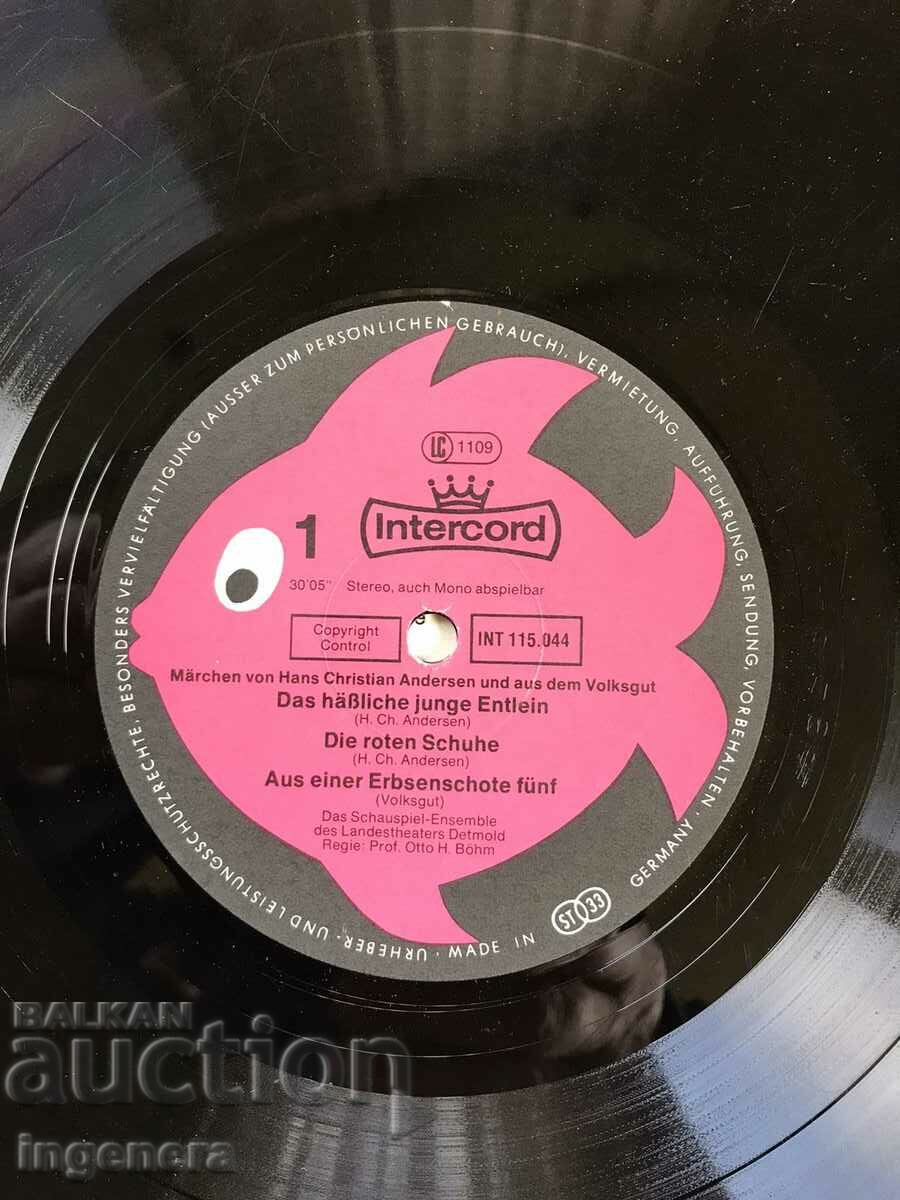 URHEBER- UND LEISTUNGSSCHUTZRECHTE, BESONDERS VERVIELFÄLTIGUNG (AUSSER ZUM PERSÖNLICHEN GEBRAUCH), VERMIETUNG, AUFFÜHRUNG, SENDUNG, VORBEHALTEN.
LC 1109
Intercord
1
30'05" Stereo, auch Mono abspielbar
Copyright
Control
INT 115.044
Märchen von Hans Christian Andersen und aus dem Volksgut
Das häßliche junge Entlein
(H. Ch. Andersen)
Die roten Schuhe
(H. Ch. Andersen)
Aus einer Erbsenschote fünf
(Volksgut)
Das Schauspiel-Ensemble
des Landestheaters Detmold
Regie: Prof. Otto H. Böhm
· MADE IN GERMANY ·
ST 33
BALKAN
auction
ingenera